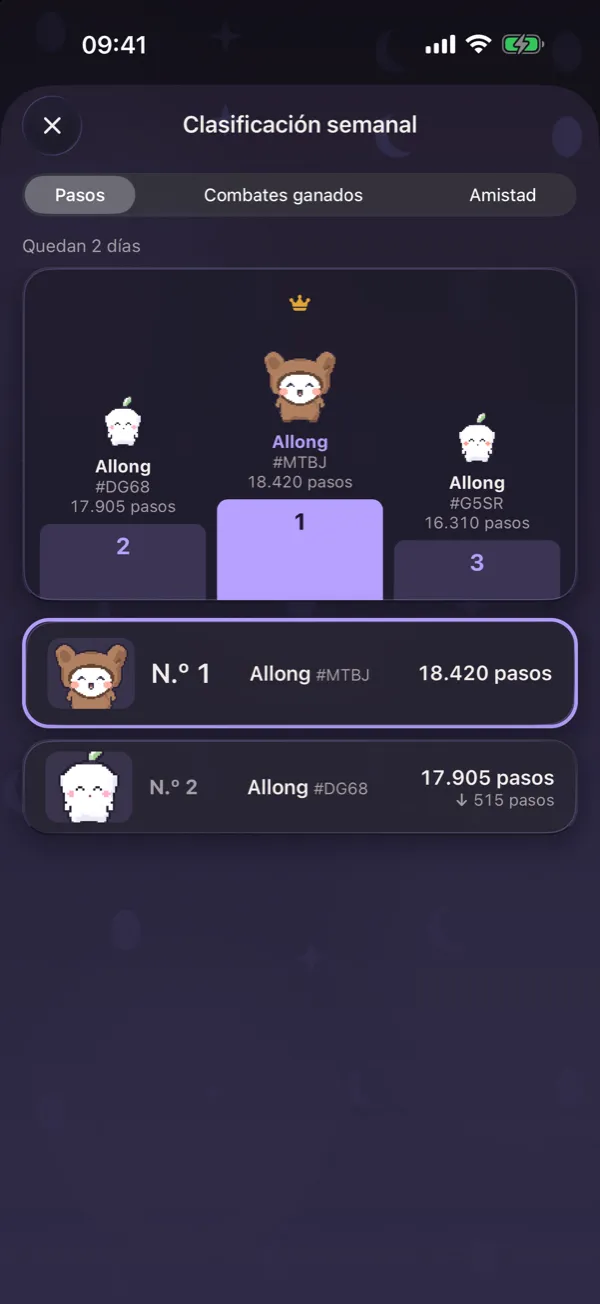 09:41
Clasificación semanal
Pasos
Combates ganados
Amistad
Quedan 2 días
Allong
#MTBJ
18.420 pasos
1
Allong
#DG68
17.905 pasos
2
Allong
#G5SR
16.310 pasos
3
N.º 1
Allong #MTBJ
18.420 pasos
N.º 2
Allong #DG68
17.905 pasos
↓ 515 pasos